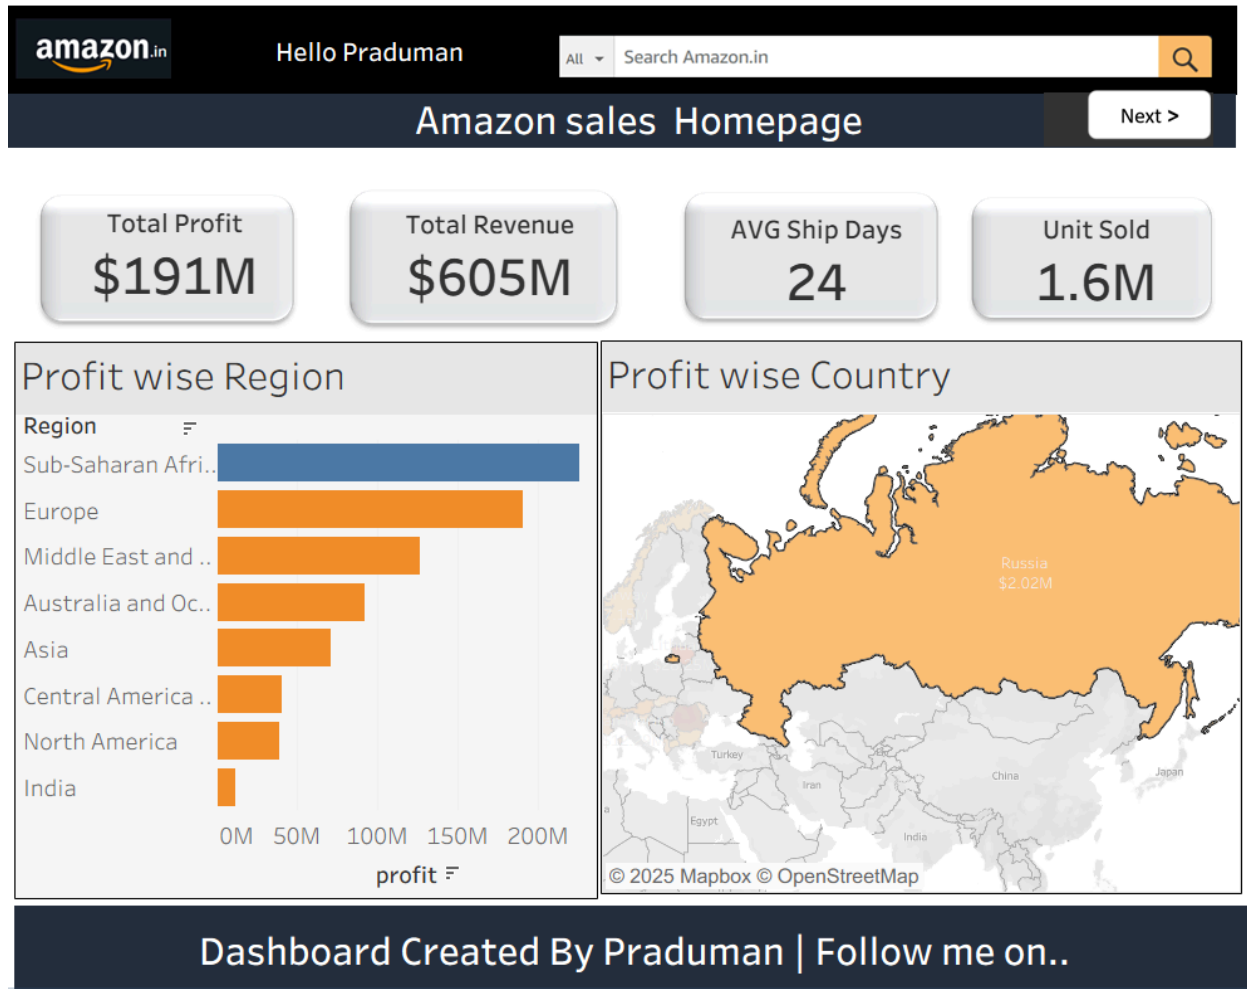 amazon.in
Hello Praduman
All
Search Amazon.in
Amazon sales Homepage
Next >
Total Profit
$191M
Total Revenue
$605M
AVG Ship Days
24
Unit Sold
1.6M
Profit wise Region
Region
Sub-Saharan Afri..
Europe
Middle East and ..
Australia and Oc..
Asia
Central America ..
North America
India
0M 50M 100M 150M 200M
profit
Profit wise Country
Russia
$2.02M
Turkey
China
Japan
Iran
Egypt
India
a
© 2025 Mapbox © OpenStreetMap
Dashboard Created By Praduman | Follow me on..